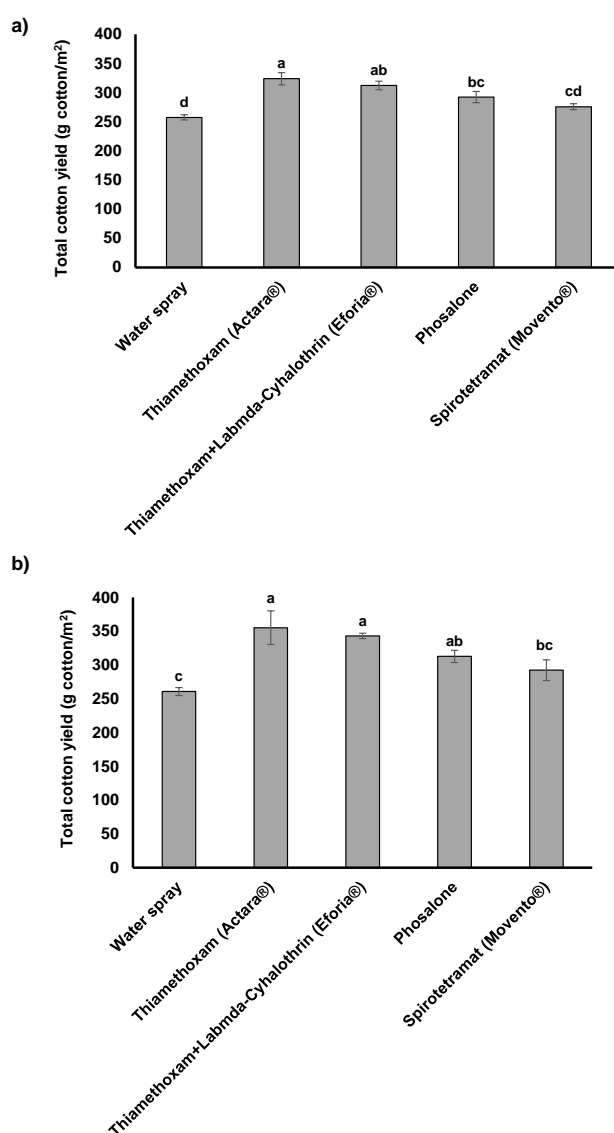 a)
Total cotton yield (g cotton/m²)
400
350
300
250
200
150
100
50
0
d
a
ab
bc
cd
Water spray
Thiamethoxam (Actara®)
Thiamethoxam+Labmda-Cyhalothrin (Eforia®)
Phosalone
Spirotetramat (Movento®)
b)
Total cotton yield (g cotton/m²)
400
350
300
250
200
150
100
50
0
c
a
a
ab
bc
Water spray
Thiamethoxam (Actara®)
Thiamethoxam+Labmda-Cyhalothrin (Eforia®)
Phosalone
Spirotetramat (Movento®)